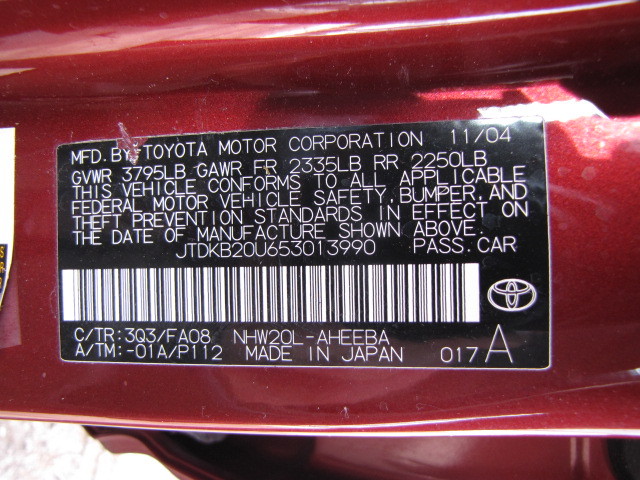 MFD. BY TOYOTA MOTOR CORPORATION 11/04
GVWR 3795LB GAWR FR 2335LB RR 2250LB
THIS VEHICLE CONFORMS TO ALL APPLICABLE
FEDERAL MOTOR VEHICLE SAFETY, BUMPER, AND
THEFT PREVENTION STANDARDS IN EFFECT ON
THE DATE OF MANUFACTURE SHOWN ABOVE.
JTDKB20U653013990 PASS. CAR
C/TR: 3Q3/FA08 NHW20L-AHEEBA
A/TM: -01A/P112 MADE IN JAPAN 017 A